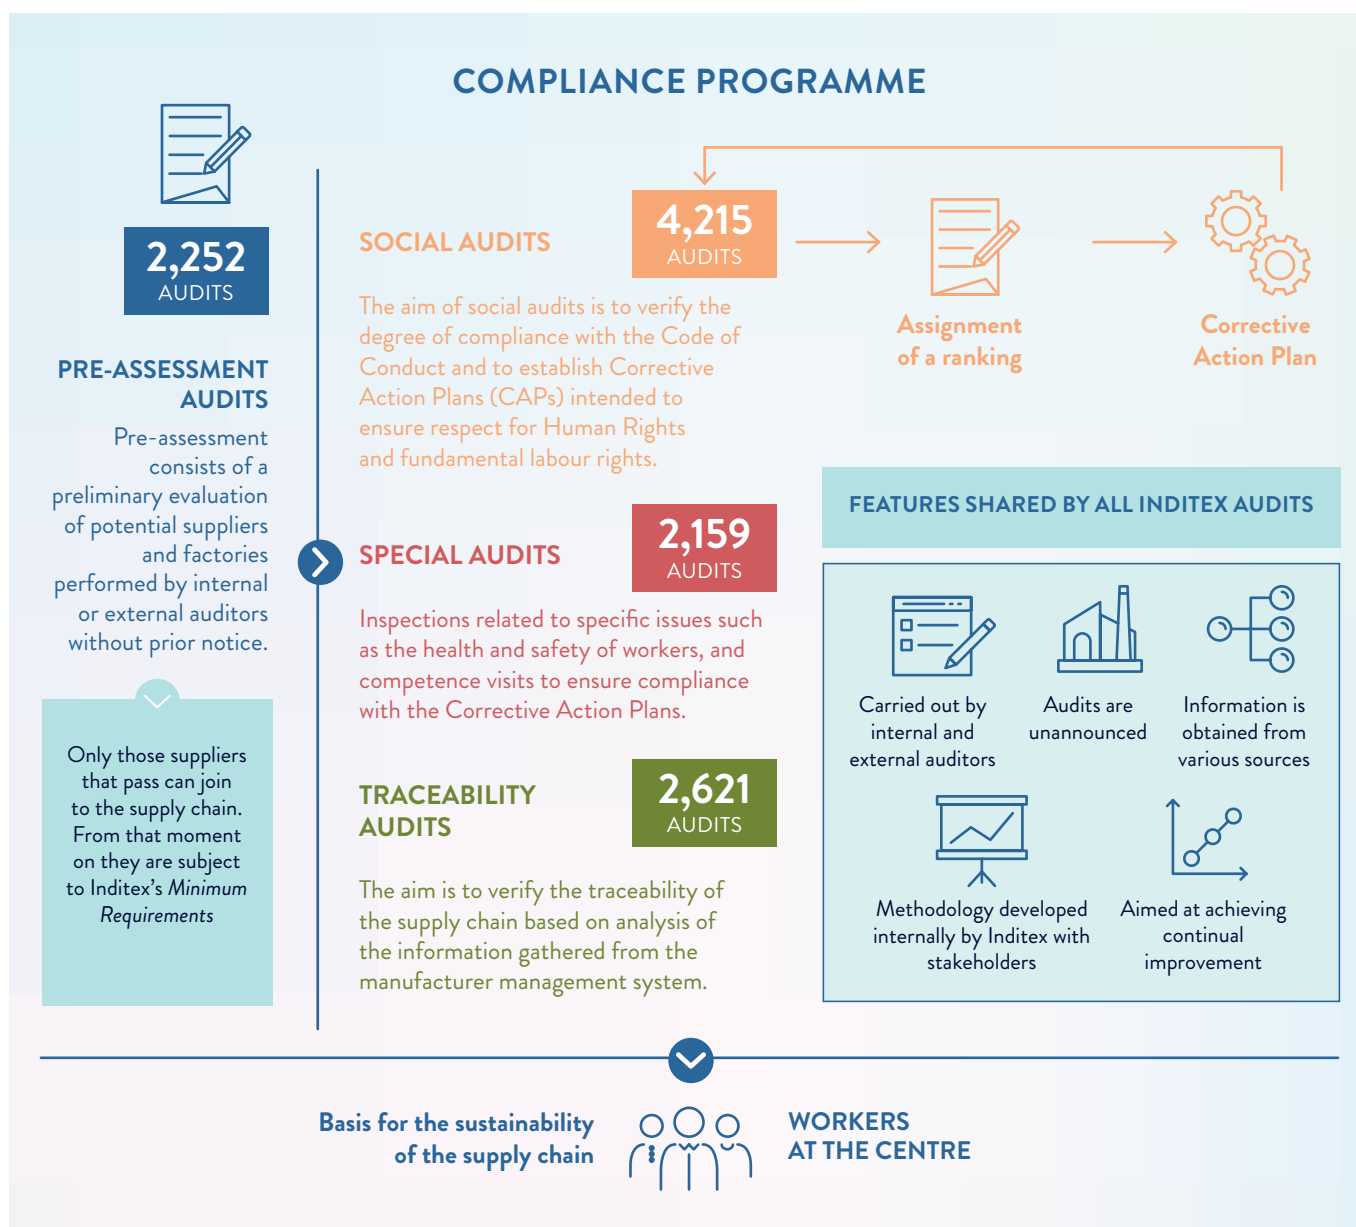 COMPLIANCE PROGRAMME
2,252
AUDITS
PRE-ASSESSMENT
AUDITS
Pre-assessment
consists of a
preliminary evaluation
of potential suppliers
and factories
performed by internal
or external auditors
without prior notice.
Only those suppliers
that pass can join
to the supply chain.
From that moment
on they are subject
to Inditex's Minimum
Requirements
SOCIAL AUDITS
4,215
AUDITS
The aim of social audits is to verify the
degree of compliance with the Code of
Conduct and to establish Corrective
Action Plans (CAPs) intended to
ensure respect for Human Rights
and fundamental labour rights.
Assignment
of a ranking
Corrective
Action Plan
SPECIAL AUDITS
2,159
AUDITS
Inspections related to specific issues such
as the health and safety of workers, and
competence visits to ensure compliance
with the Corrective Action Plans.
TRACEABILITY
AUDITS
2,621
AUDITS
The aim is to verify the traceability of
the supply chain based on analysis of
the information gathered from the
manufacturer management system.
FEATURES SHARED BY ALL INDITEX AUDITS
Carried out by
internal and
external auditors
Audits are
unannounced
Information is
obtained from
various sources
Methodology developed
internally by Inditex with
stakeholders
Aimed at achieving
continual
improvement
Basis for the sustainability
of the supply chain
WORKERS
AT THE CENTRE